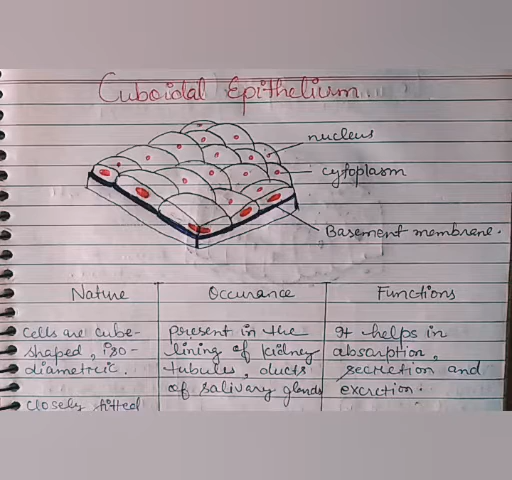 Cuboidal Epithelium.
nucleus
cytoplasm
Basement membrane.
Nature
cells are cube-
shaped, iso-
diametric.
closely fitted
Occurance
present in the
lining of kidney
tubules, ducts
of salivary glands
Functions
It helps in
absorption,
secretion and
excretion.